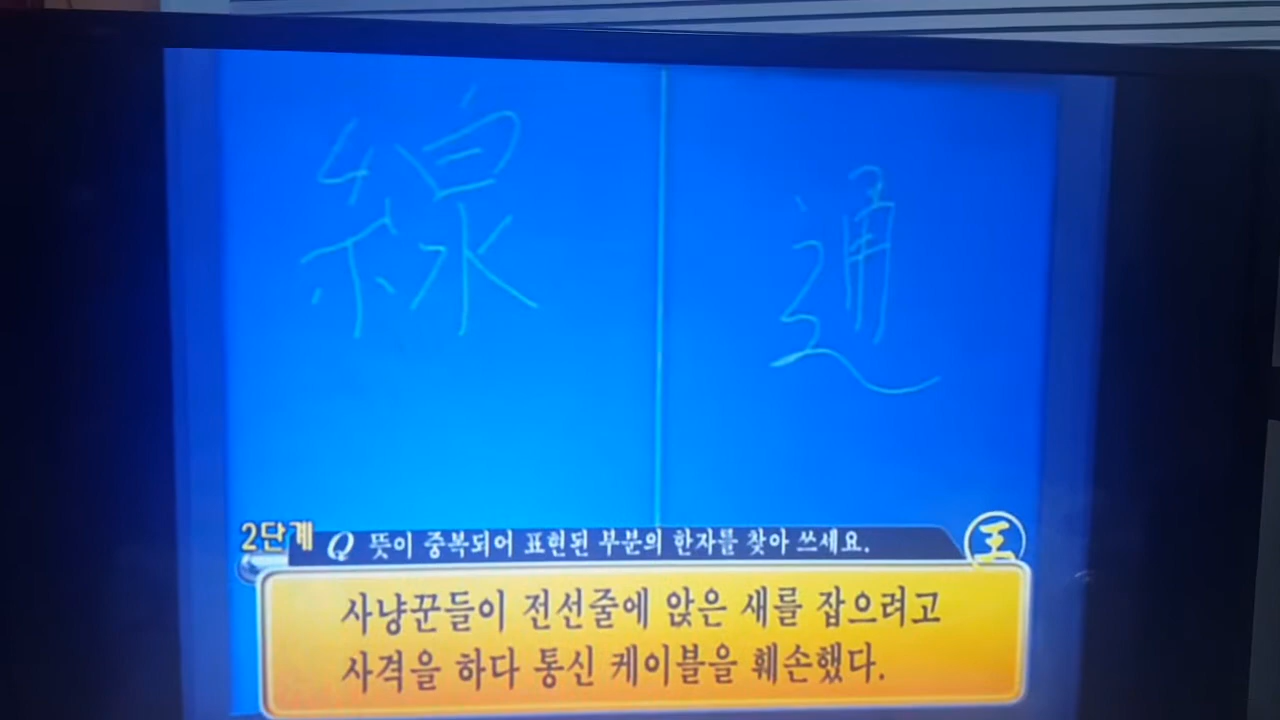 線 通
2단계 Q 뜻이 중복되어 표현된 부분의 한자를 찾아 쓰세요. 王
사냥꾼들이 전선줄에 앉은 새를 잡으려고
사격을 하다 통신 케이블을 훼손했다.